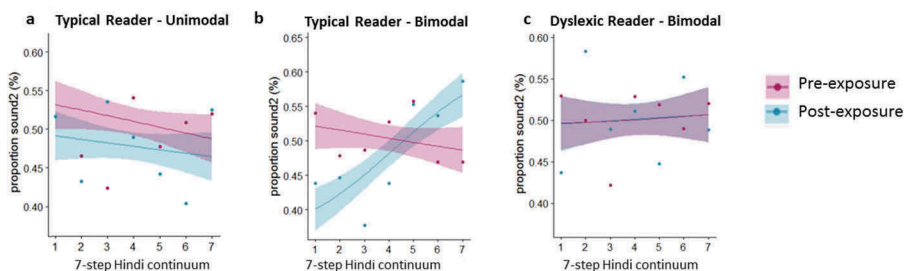 a Typical Reader - Unimodal
proportion sound2 (%)
0.60
0.55
0.50
0.45
0.40
1 2 3 4 5 6 7
7-step Hindi continuum
b Typical Reader - Bimodal
proportion sound2 (%)
0.65
0.60
0.55
0.50
0.45
0.40
1 2 3 4 5 6 7
7-step Hindi continuum
c Dyslexic Reader - Bimodal
proportion sound2 (%)
0.60
0.55
0.50
0.45
0.40
1 2 3 4 5 6 7
7-step Hindi continuum
Pre-exposure
Post-exposure